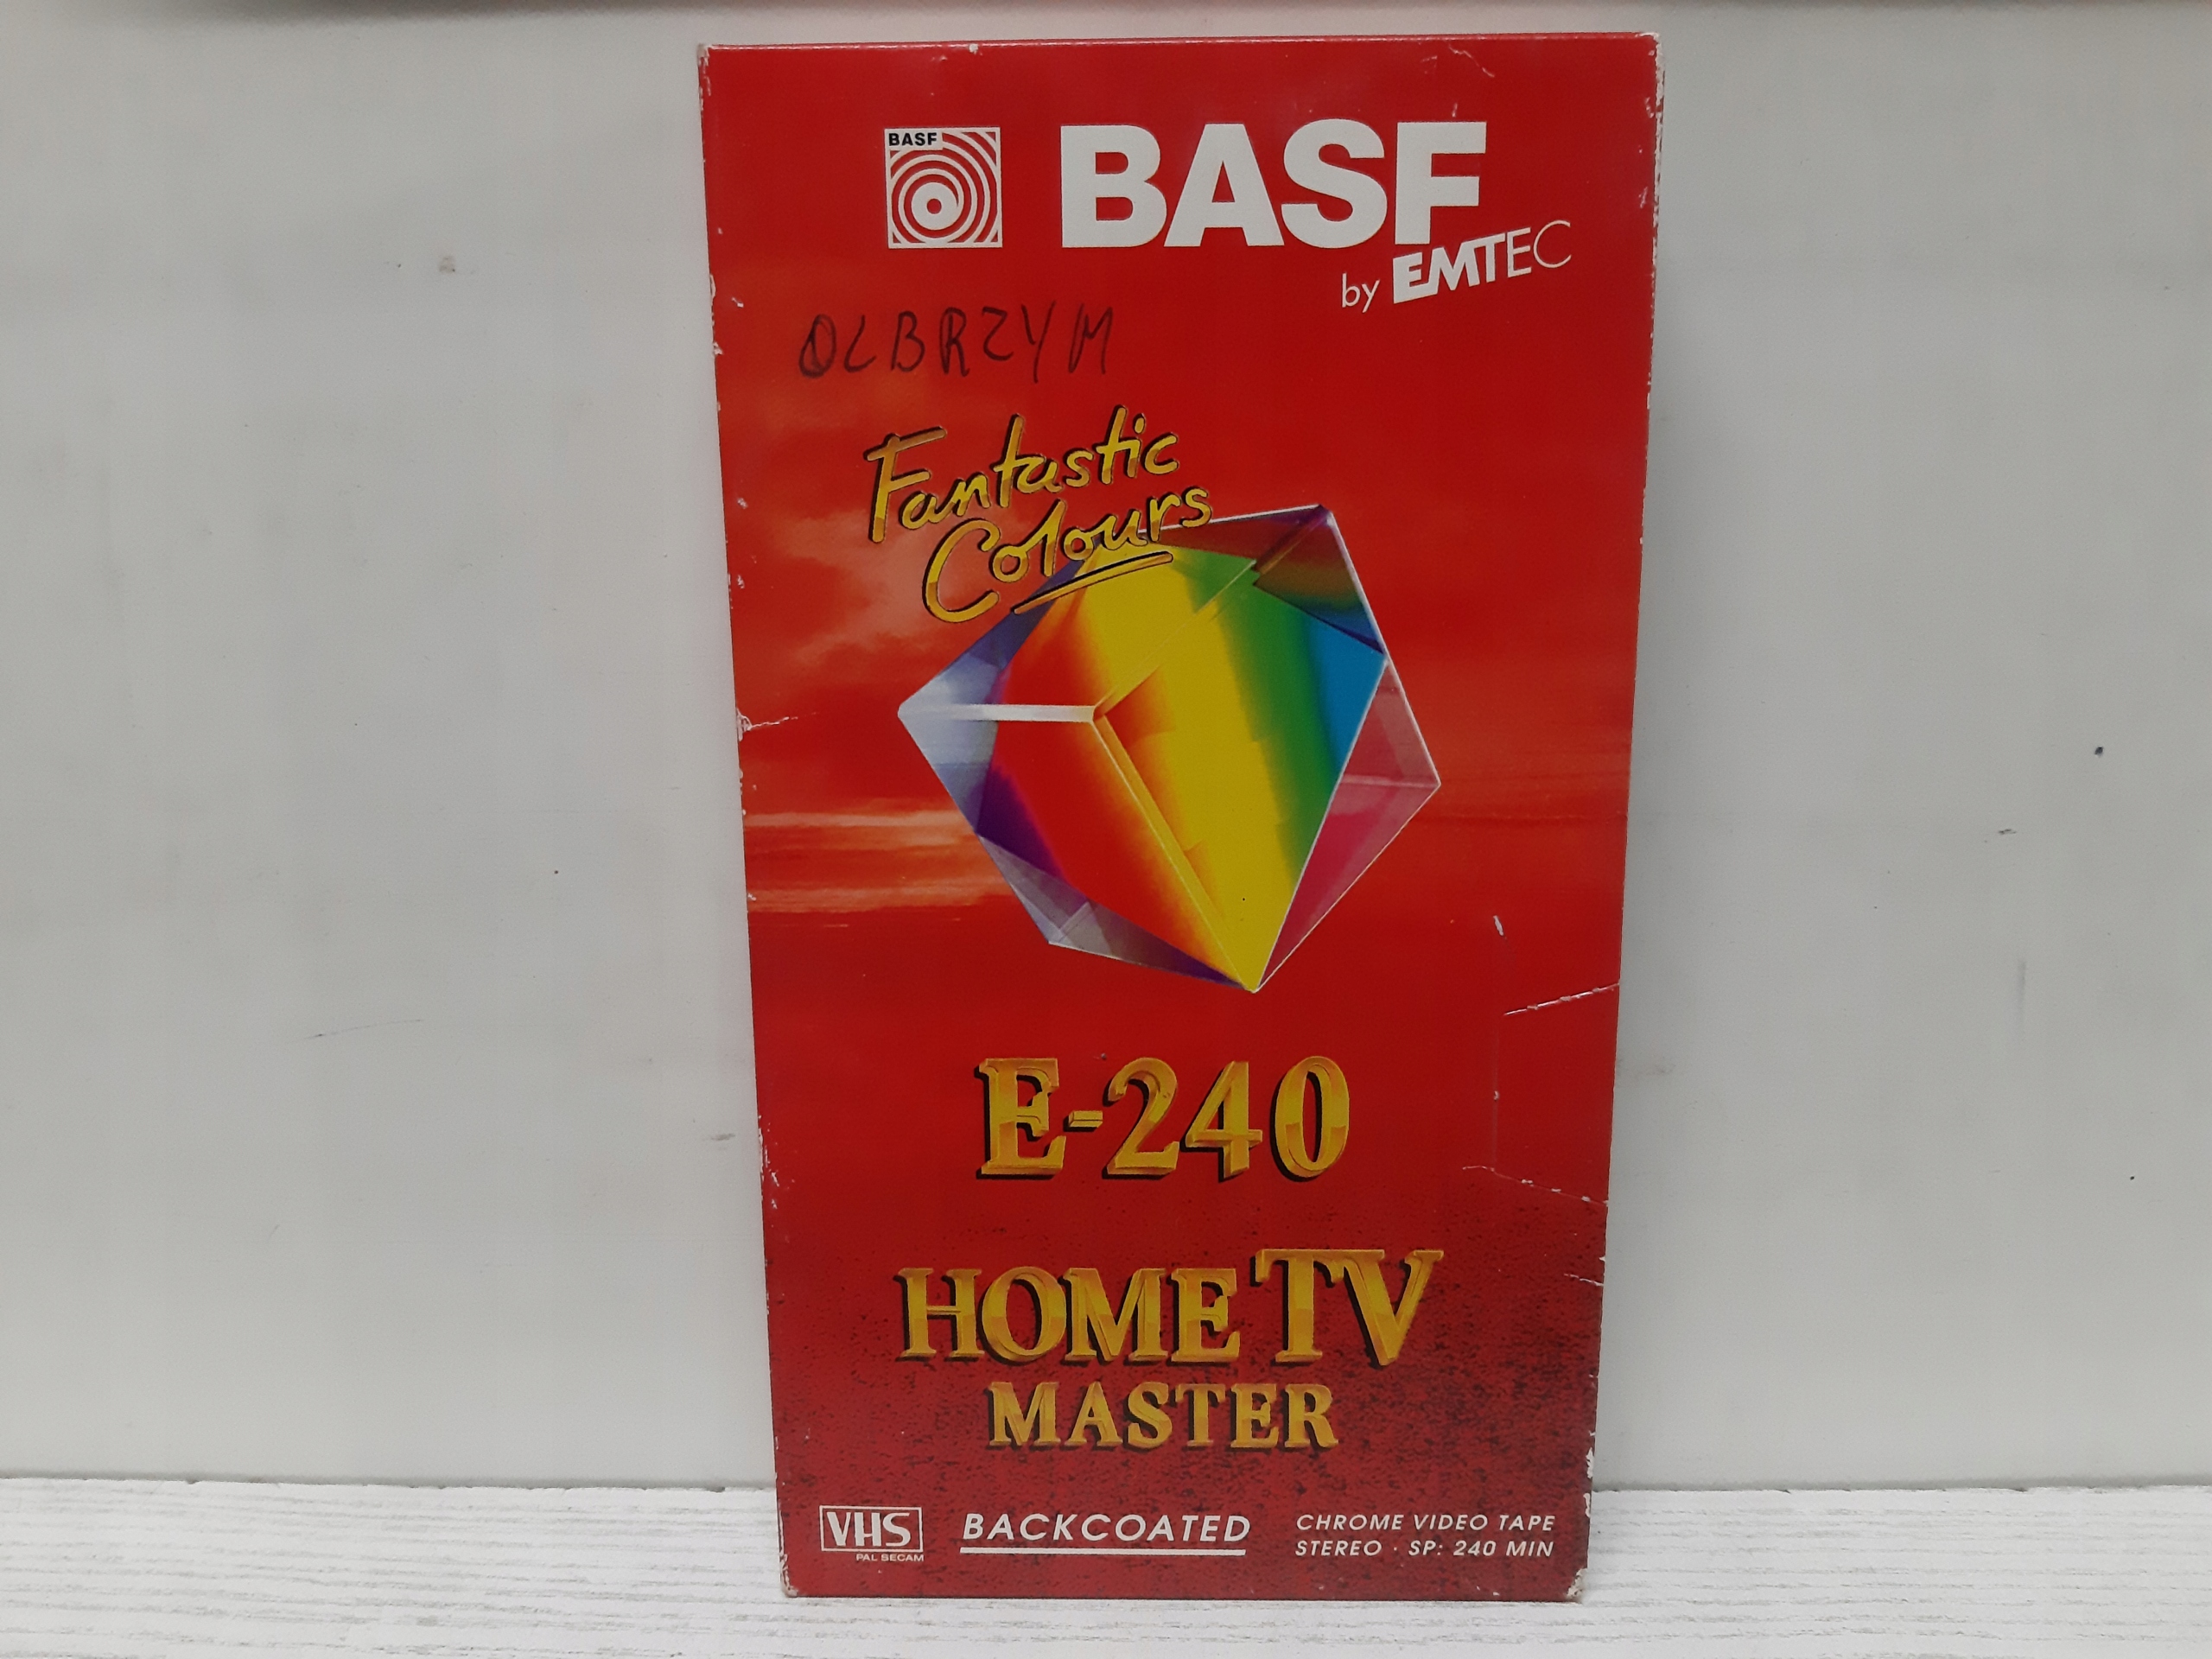 BASF
BASF
by EMTEC
OLBRZYM
Fantastic
Colours
E-240
HOME TV
MASTER
VHS
PAL SECAM
BACKCOATED
CHROME VIDEO TAPE
STEREO · SP: 240 MIN